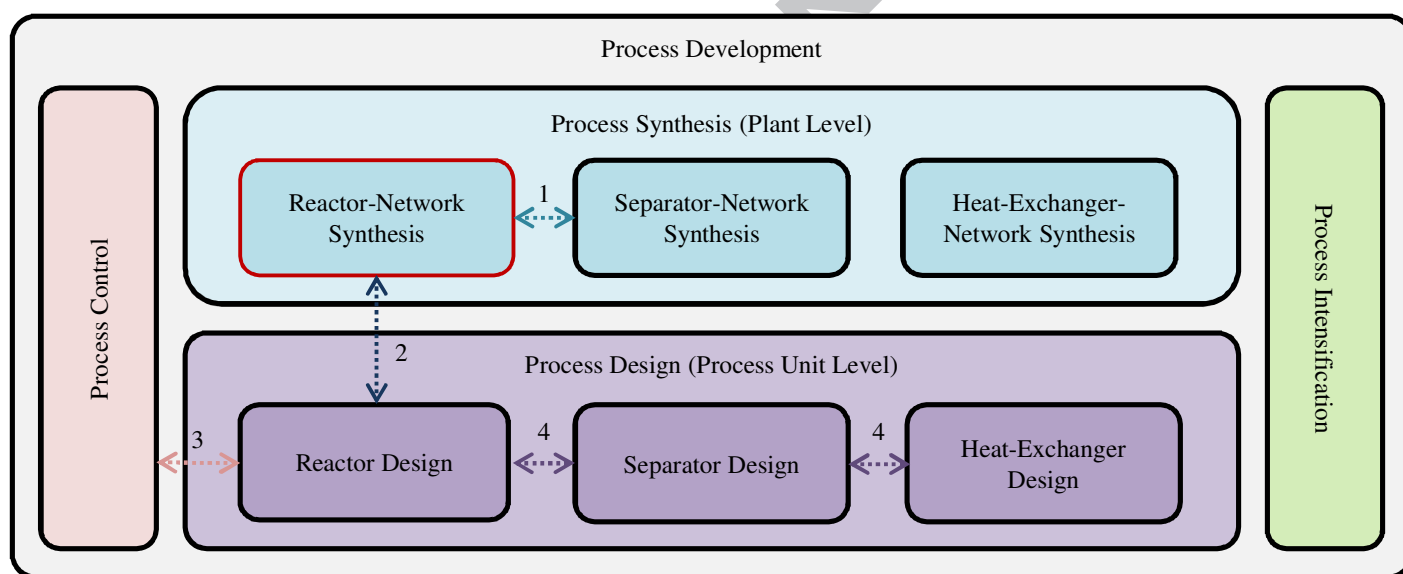 Process Development
Process Control
Process Synthesis (Plant Level)
Reactor-Network
Synthesis
1
Separator-Network
Synthesis
Heat-Exchanger-
Network Synthesis
2
Process Design (Process Unit Level)
3
Reactor Design
4
Separator Design
4
Heat-Exchanger
Design
Process Intensification